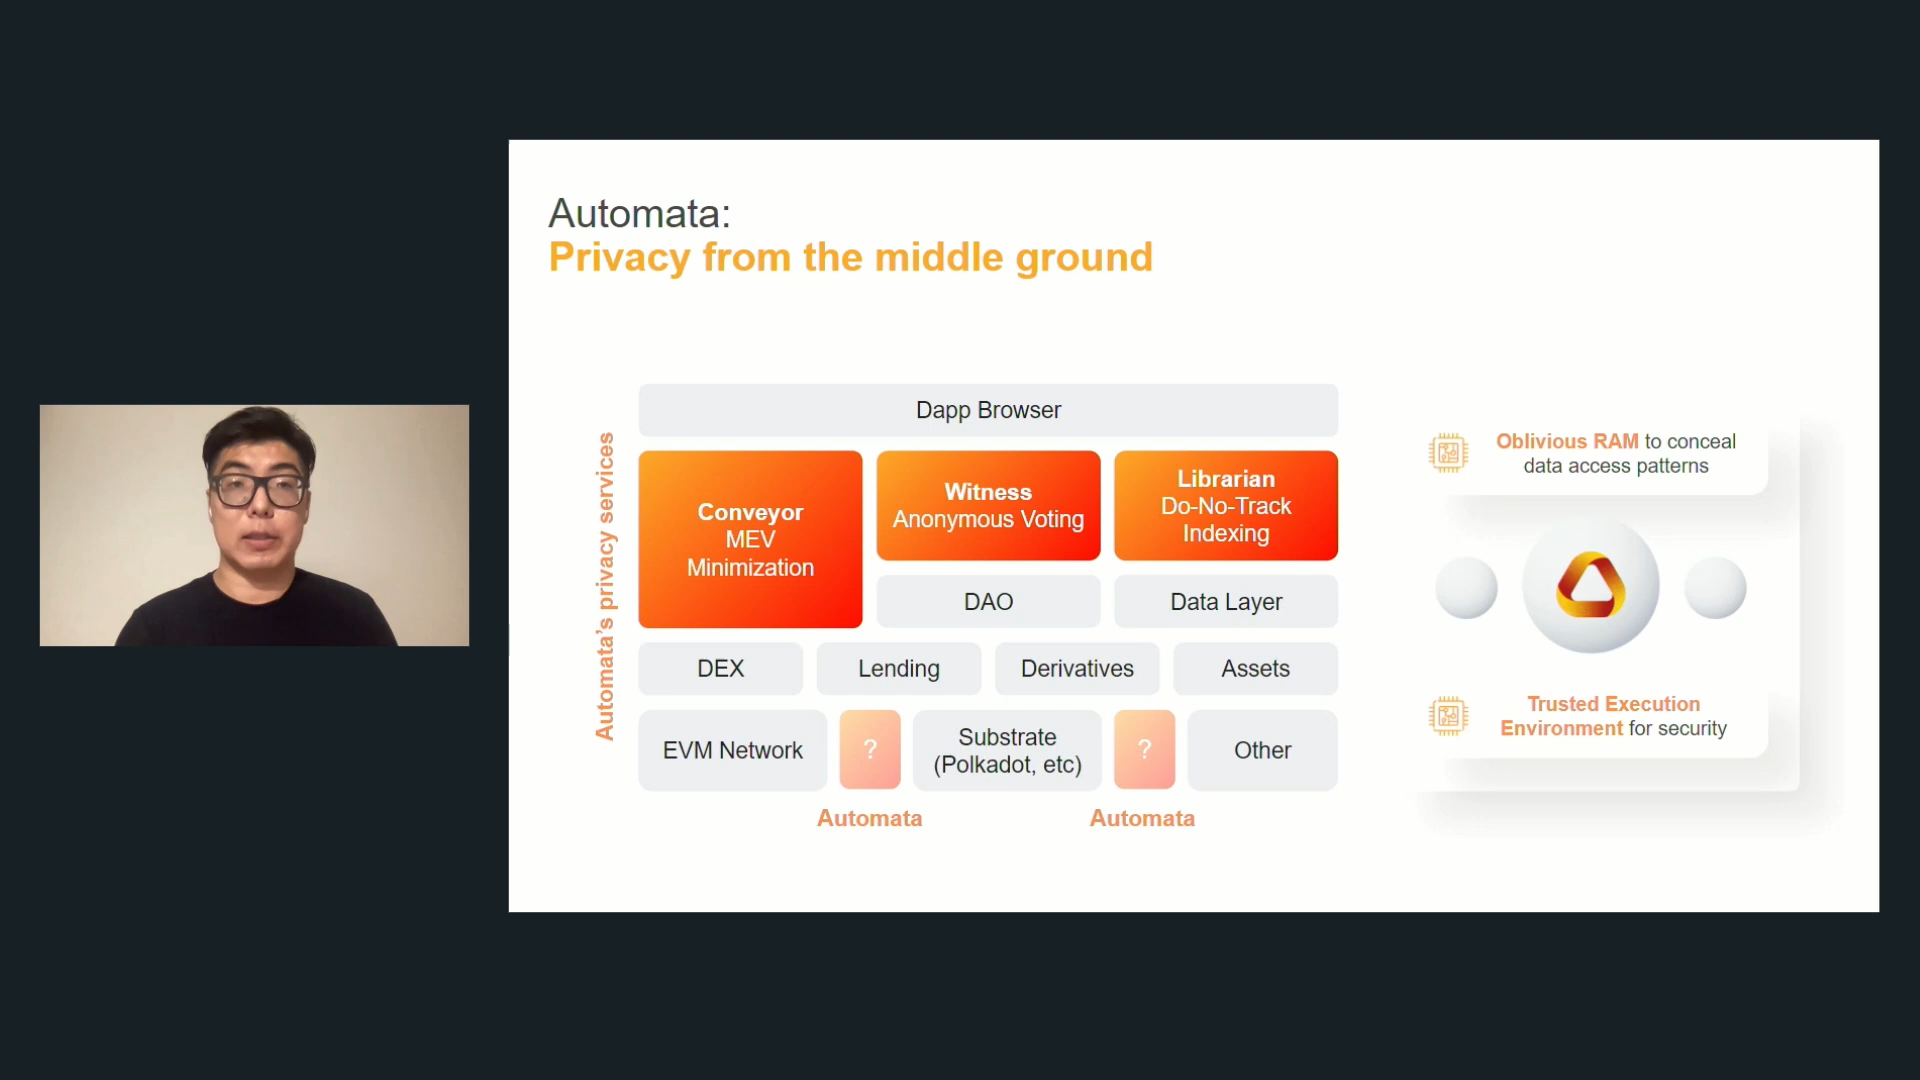 Automata:
Privacy from the middle ground
Automata's privacy services
Dapp Browser
Conveyor
MEV
Minimization
Witness
Anonymous Voting
Librarian
Do-No-Track
Indexing
DAO
Data Layer
DEX
Lending
Derivatives
Assets
EVM Network
?
Substrate
(Polkadot, etc)
?
Other
Automata
Automata
Oblivious RAM to conceal
data access patterns
Trusted Execution
Environment for security